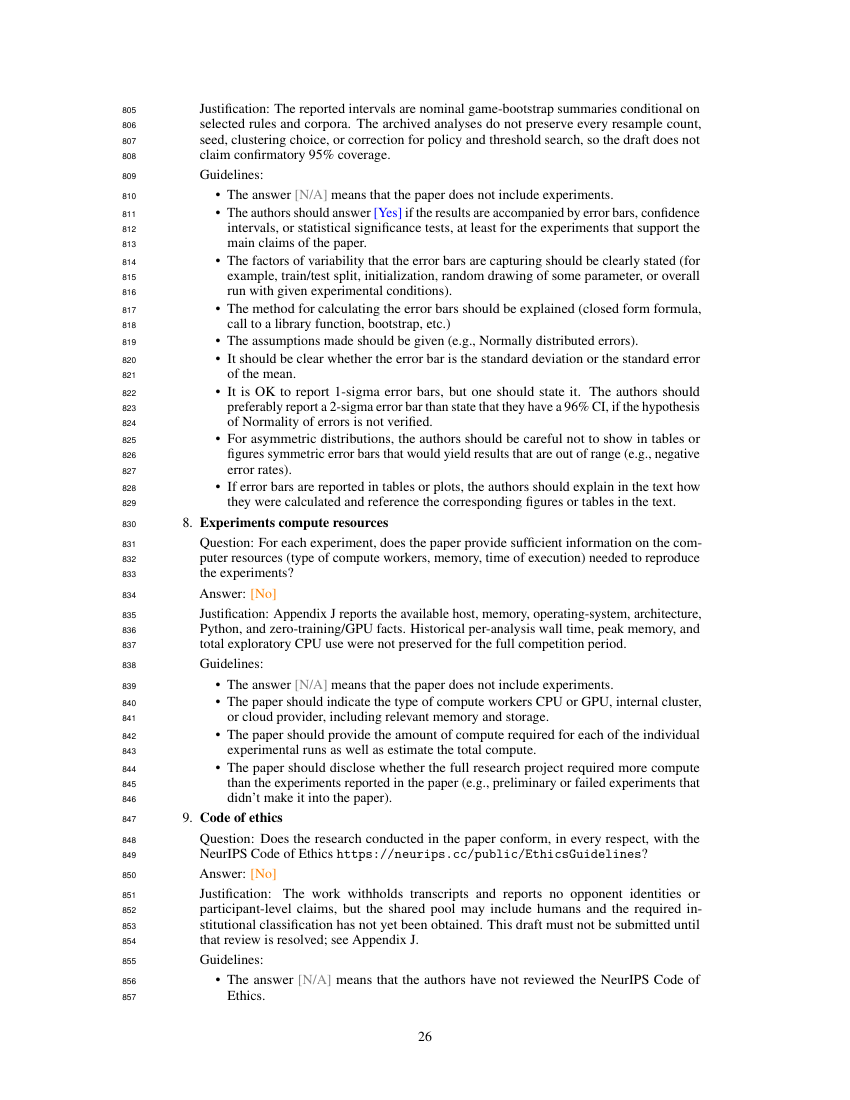 805 Justification: The reported intervals are nominal game-bootstrap summaries conditional on
806 selected rules and corpora. The archived analyses do not preserve every resample count,
807 seed, clustering choice, or correction for policy and threshold search, so the draft does not
808 claim confirmatory 95% coverage.
809 Guidelines:
810 • The answer [N/A] means that the paper does not include experiments.
811 • The authors should answer [Yes] if the results are accompanied by error bars, confidence
812 intervals, or statistical significance tests, at least for the experiments that support the
813 main claims of the paper.
814 • The factors of variability that the error bars are capturing should be clearly stated (for
815 example, train/test split, initialization, random drawing of some parameter, or overall
816 run with given experimental conditions).
817 • The method for calculating the error bars should be explained (closed form formula,
818 call to a library function, bootstrap, etc.)
819 • The assumptions made should be given (e.g., Normally distributed errors).
820 • It should be clear whether the error bar is the standard deviation or the standard error
821 of the mean.
822 • It is OK to report 1-sigma error bars, but one should state it. The authors should
823 preferably report a 2-sigma error bar than state that they have a 96% CI, if the hypothesis
824 of Normality of errors is not verified.
825 • For asymmetric distributions, the authors should be careful not to show in tables or
826 figures symmetric error bars that would yield results that are out of range (e.g., negative
827 error rates).
828 • If error bars are reported in tables or plots, the authors should explain in the text how
829 they were calculated and reference the corresponding figures or tables in the text.
830 8. Experiments compute resources
831 Question: For each experiment, does the paper provide sufficient information on the com-
832 puter resources (type of compute workers, memory, time of execution) needed to reproduce
833 the experiments?
834 Answer: [No]
835 Justification: Appendix J reports the available host, memory, operating-system, architecture,
836 Python, and zero-training/GPU facts. Historical per-analysis wall time, peak memory, and
837 total exploratory CPU use were not preserved for the full competition period.
838 Guidelines:
839 • The answer [N/A] means that the paper does not include experiments.
840 • The paper should indicate the type of compute workers CPU or GPU, internal cluster,
841 or cloud provider, including relevant memory and storage.
842 • The paper should provide the amount of compute required for each of the individual
843 experimental runs as well as estimate the total compute.
844 • The paper should disclose whether the full research project required more compute
845 than the experiments reported in the paper (e.g., preliminary or failed experiments that
846 didn't make it into the paper).
847 9. Code of ethics
848 Question: Does the research conducted in the paper conform, in every respect, with the
849 NeurIPS Code of Ethics https://neurips.cc/public/EthicsGuidelines?
850 Answer: [No]
851 Justification: The work withholds transcripts and reports no opponent identities or
852 participant-level claims, but the shared pool may include humans and the required in-
853 stitutional classification has not yet been obtained. This draft must not be submitted until
854 that review is resolved; see Appendix J.
855 Guidelines:
856 • The answer [N/A] means that the authors have not reviewed the NeurIPS Code of
857 Ethics.
26